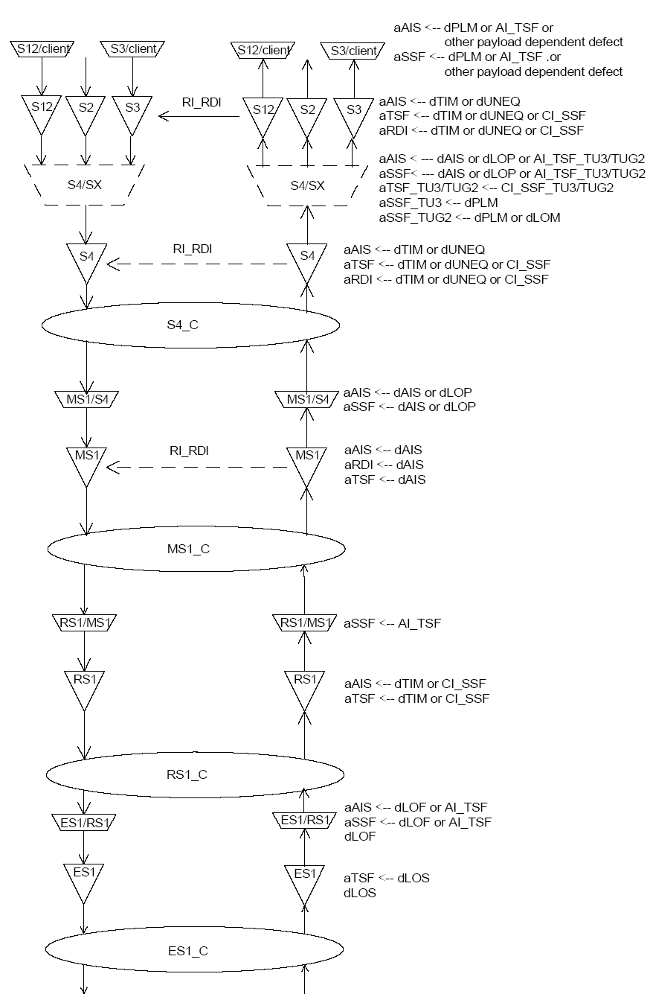 aAIS <-- dPLM or AI_TSF or
other payload dependent defect
aSSF <-- dPLM or AI_TSF .or
other payload dependent defect
S12/client
S3/client
S12/client
S3/client
S12
S2
S3
RI_RDI
S12
S2
S3
aAIS <-- dTIM or dUNEQ
aTSF <-- dTIM or dUNEQ or CI_SSF
aRDI <-- dTIM or dUNEQ or CI_SSF
S4/SX
S4/SX
aAIS < --- dAIS or dLOP or AI_TSF_TU3/TUG2
aSSF< --- dAIS or dLOP or AI_TSF_TU3/TUG2
aTSF_TU3/TUG2 <-- CI_SSF_TU3/TUG2
aSSF_TU3 <-- dPLM
aSSF_TUG2 <-- dPLM or dLOM
S4
RI_RDI
S4
aAIS <-- dTIM or dUNEQ
aTSF <-- dTIM or dUNEQ or CI_SSF
aRDI <-- dTIM or dUNEQ or CI_SSF
S4_C
MS1/S4
MS1/S4
aAIS <-- dAIS or dLOP
aSSF <-- dAIS or dLOP
MS1
RI_RDI
MS1
aAIS <-- dAIS
aRDI <-- dAIS
aTSF <-- dAIS
MS1_C
RS1/MS1
RS1/MS1
aSSF <-- AI_TSF
RS1
RS1
aAIS <-- dTIM or CI_SSF
aTSF <-- dTIM or CI_SSF
RS1_C
ES1/RS1
ES1/RS1
aAIS <-- dLOF or AI_TSF
aSSF <-- dLOF or AI_TSF
dLOF
ES1
ES1
aTSF <-- dLOS
dLOS
ES1_C